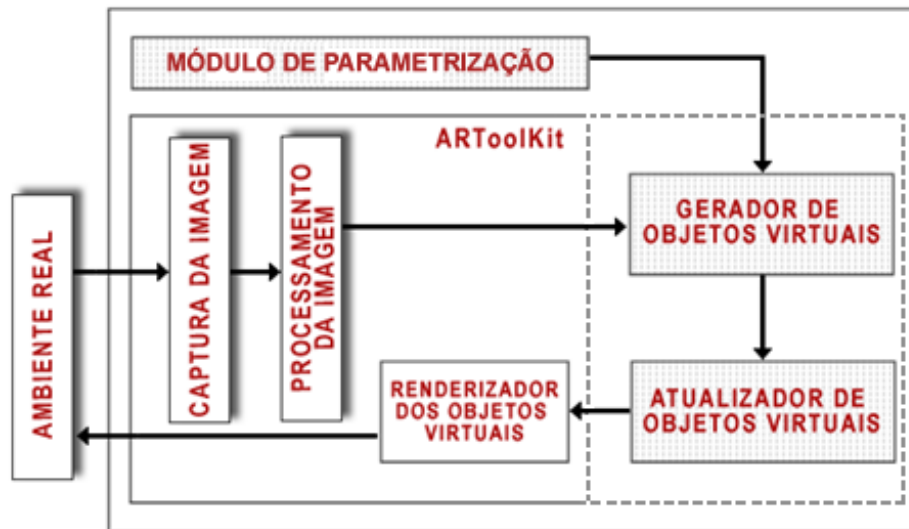 MÓDULO DE PARAMETRIZAÇÃO
ARToolKit
AMBIENTE REAL
CAPTURA DA IMAGEM
PROCESSAMENTO
DA IMAGEM
GERADOR DE
OBJETOS VIRTUAIS
RENDERIZADOR
DOS OBJETOS
VIRTUAIS
ATUALIZADOR DE
OBJETOS VIRTUAIS